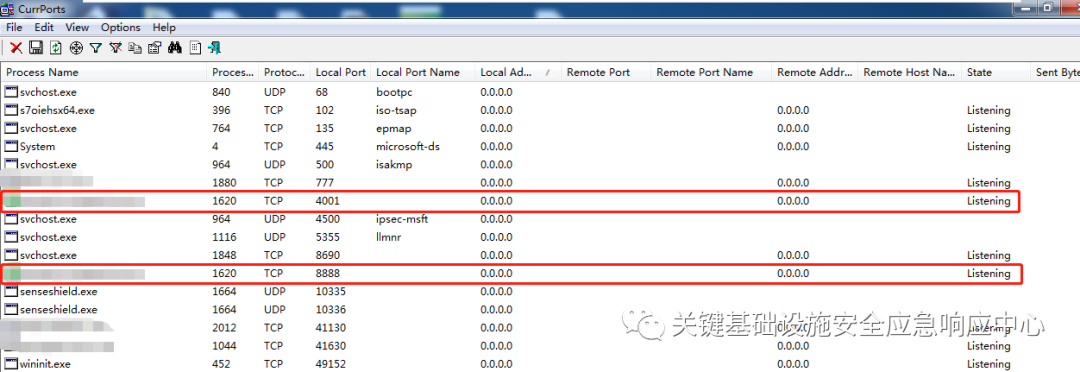 CurrPorts
File Edit View Options Help
Process Name Proces... Protoc... Local Port Local Port Name Local Ad... / Remote Port Remote Port Name Remote Addr... Remote Host Na... State Sent Byte
svchost.exe 840 UDP 68 bootpc 0.0.0.0
s7oiehsx64.exe 396 TCP 102 iso-tsap 0.0.0.0 0.0.0.0 Listening
svchost.exe 764 TCP 135 epmap 0.0.0.0 0.0.0.0 Listening
System 4 TCP 445 microsoft-ds 0.0.0.0 0.0.0.0 Listening
svchost.exe 964 UDP 500 isakmp 0.0.0.0
1880 TCP 777 0.0.0.0 0.0.0.0 Listening
1620 TCP 4001 0.0.0.0 0.0.0.0 Listening
svchost.exe 964 UDP 4500 ipsec-msft 0.0.0.0
svchost.exe 1116 UDP 5355 llmnr 0.0.0.0
svchost.exe 1848 TCP 8690 0.0.0.0 0.0.0.0 Listening
1620 TCP 8888 0.0.0.0 0.0.0.0 Listening
senseshield.exe 1664 UDP 10335 0.0.0.0
senseshield.exe 1664 UDP 10336 0.0.0.0
关键基础设施安全应急响应中心
2012 TCP 41130 0.0.0.0 0.0.0.0 Listening
1044 TCP 41630 0.0.0.0 0.0.0.0 Listening
wininit.exe 452 TCP 49152 0.0.0.0 0.0.0.0 Listening